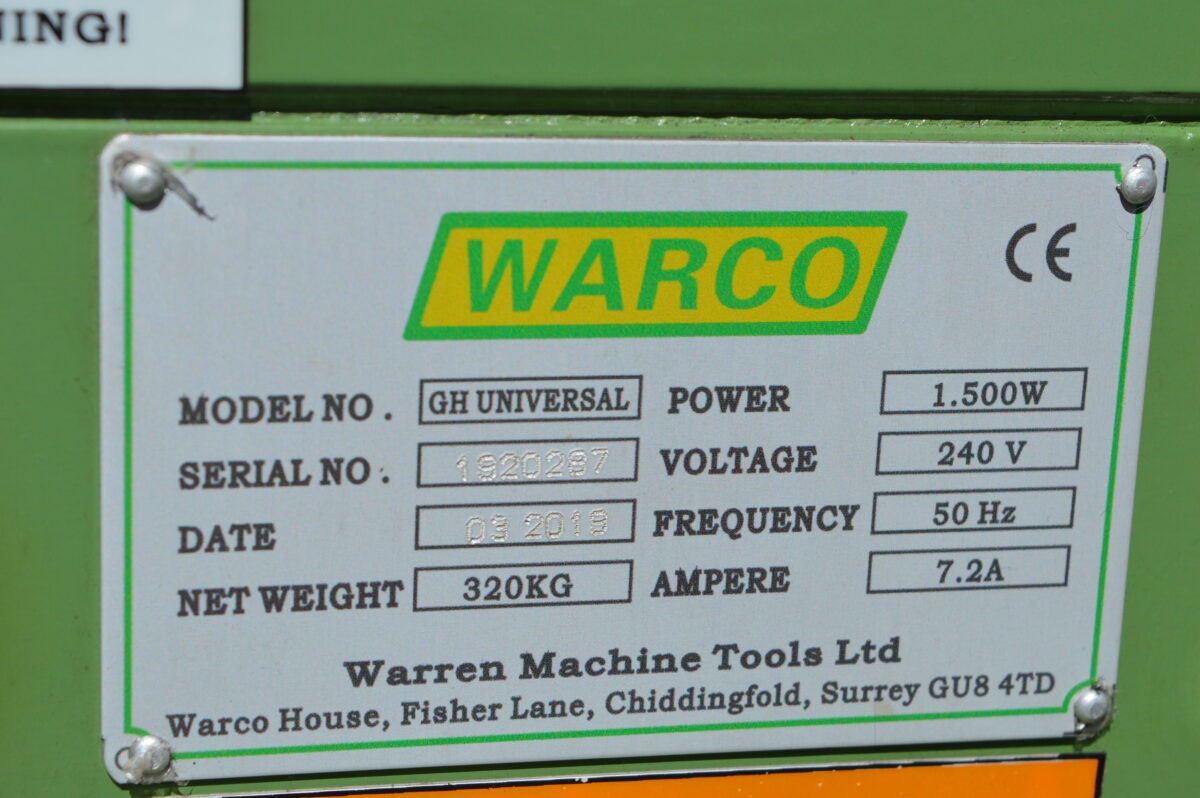 NING!
WARCO
CE
MODEL NO. GH UNIVERSAL POWER 1.500W
SERIAL NO. 1920287 VOLTAGE 240 V
DATE 2019 FREQUENCY 50 Hz
NET WEIGHT 320KG AMPERE 7.2A
Warren Machine Tools Ltd
Warco House, Fisher Lane, Chiddingfold, Surrey GU8 4TD